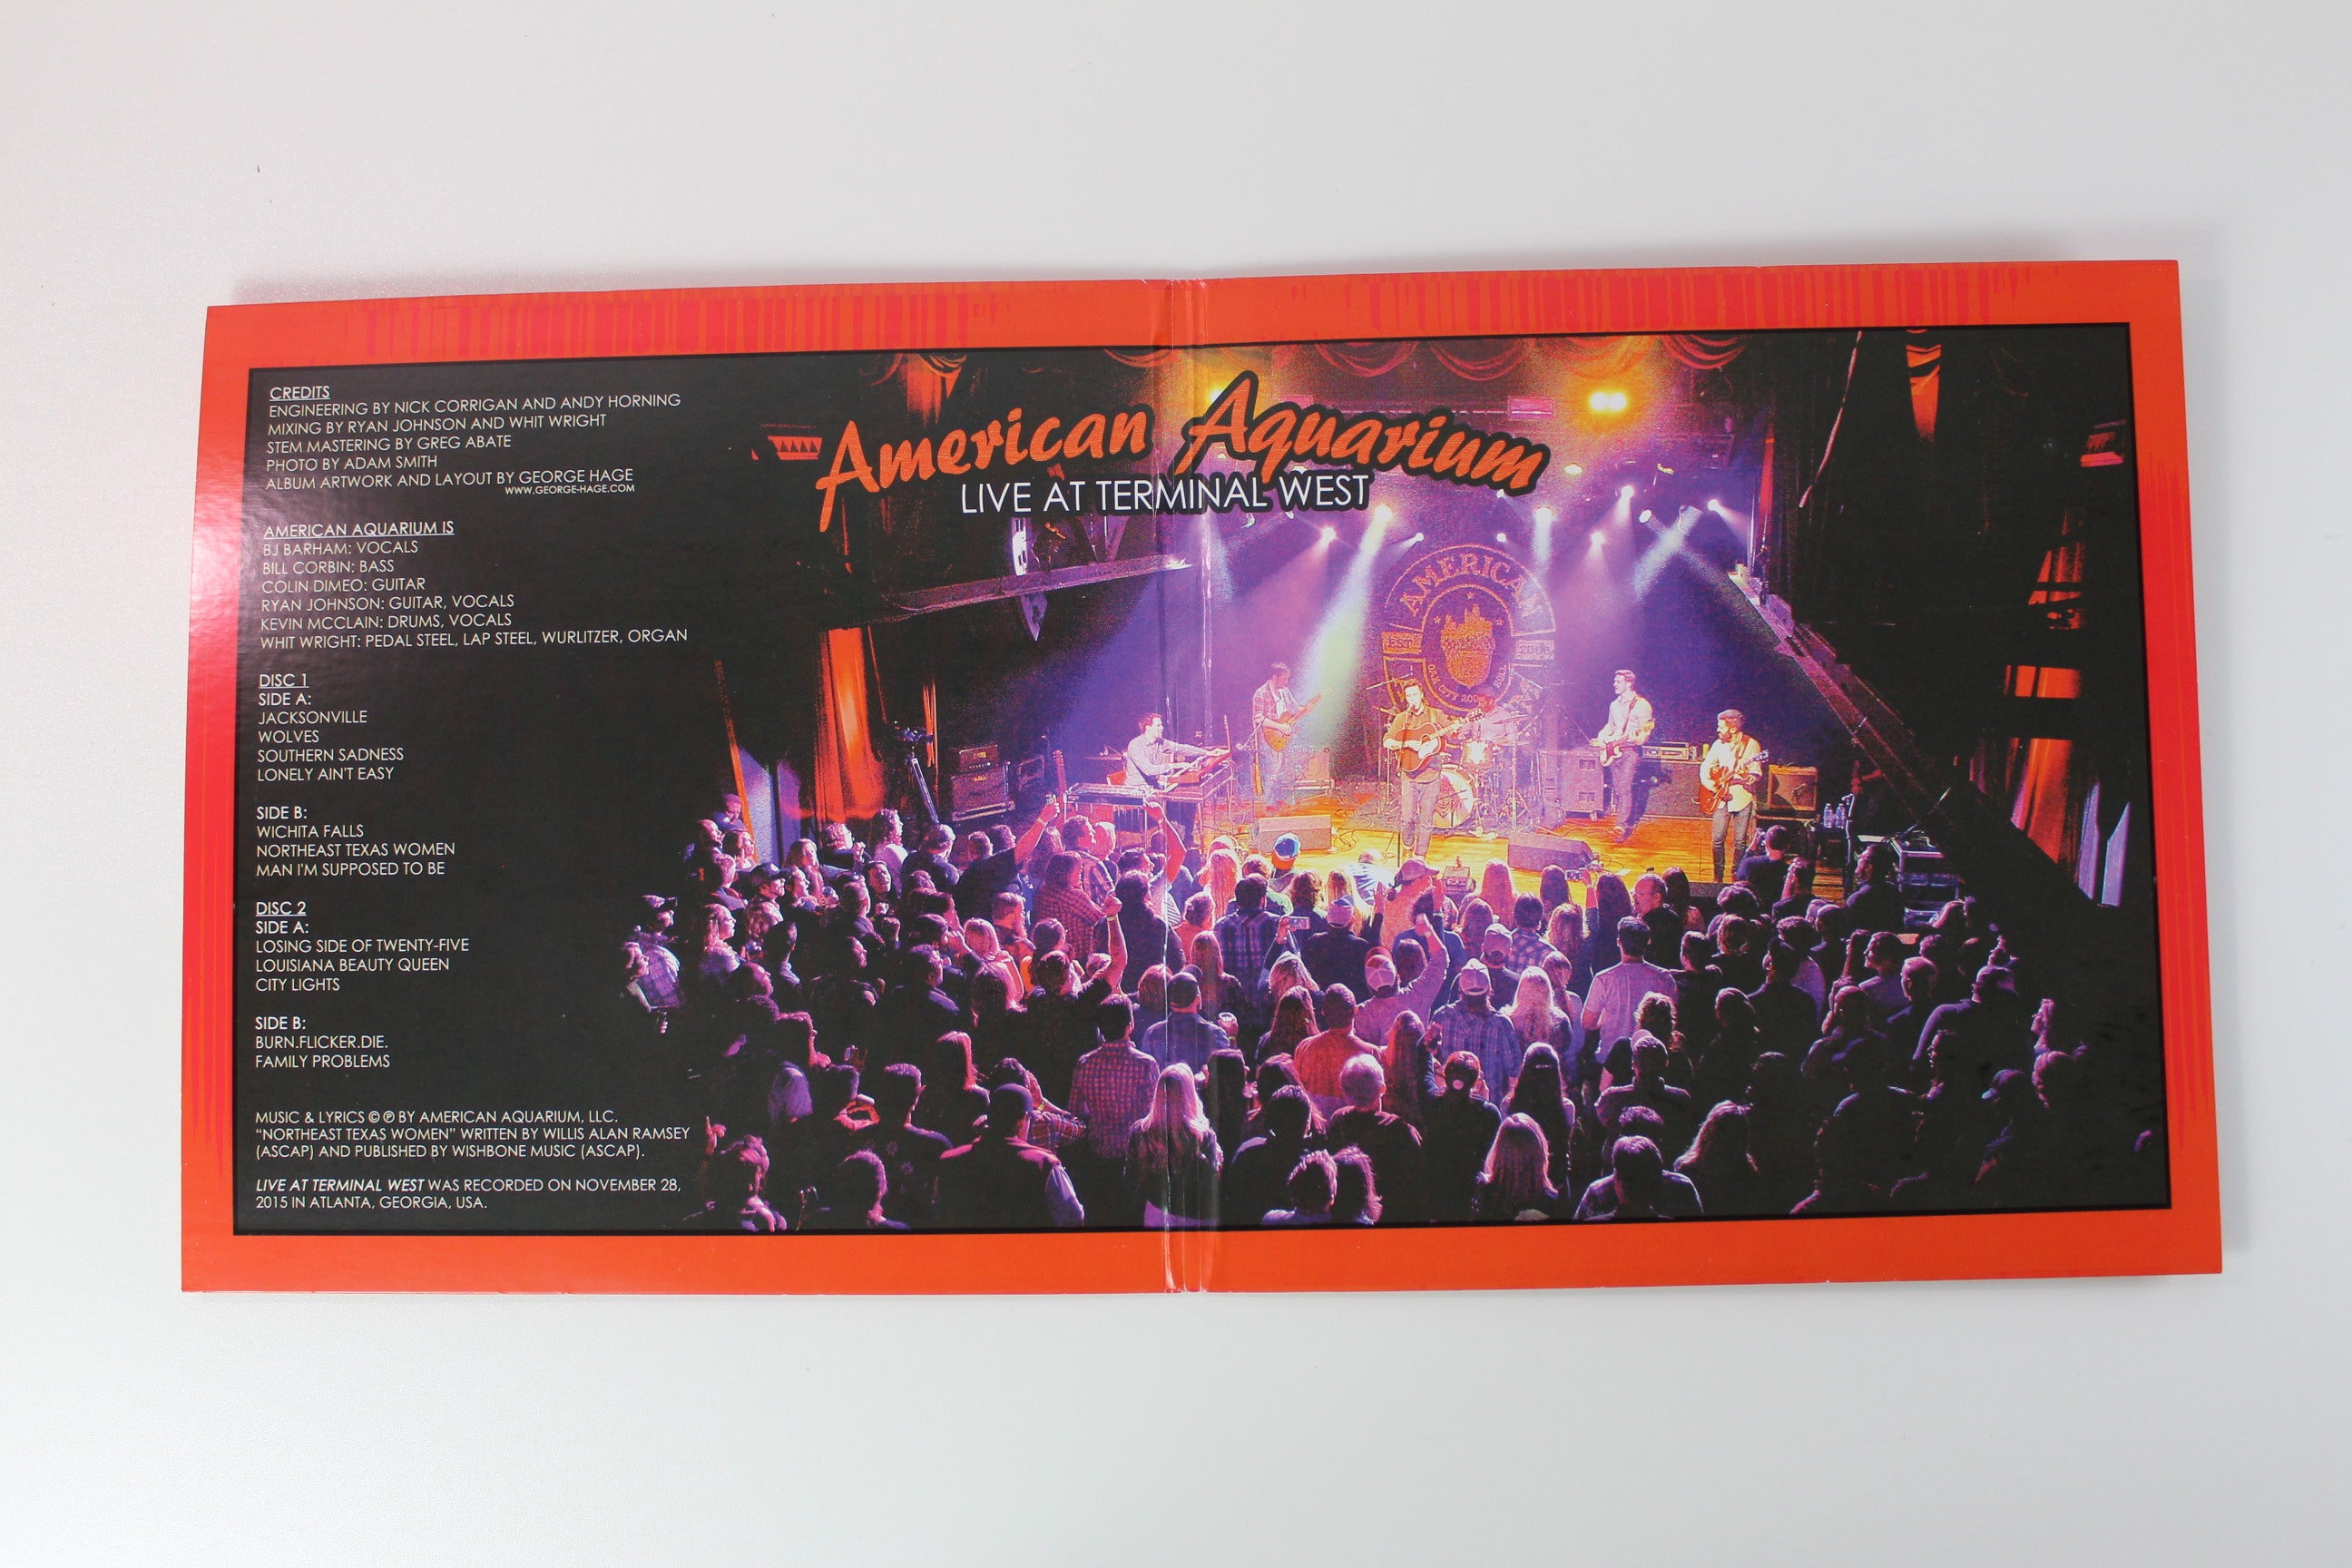 CREDITS
ENGINEERING BY NICK CORRIGAN AND ANDY HORNING
MIXING BY RYAN JOHNSON AND WHIT WRIGHT
STEM MASTERING BY GREG ABATE
PHOTO BY ADAM SMITH
ALBUM ARTWORK AND LAYOUT BY GEORGE HAGE
WWW.GEORGE-HAGE.COM
AMERICAN AQUARIUM IS
BJ BARHAM: VOCALS
BILL CORBIN: BASS
COLIN DIMEO: GUITAR
RYAN JOHNSON: GUITAR, VOCALS
KEVIN MCCLAIN: DRUMS, VOCALS
WHIT WRIGHT: PEDAL STEEL, LAP STEEL, WURLITZER, ORGAN
DISC 1
SIDE A:
JACKSONVILLE
WOLVES
SOUTHERN SADNESS
LONELY AIN'T EASY
SIDE B:
WICHITA FALLS
NORTHEAST TEXAS WOMEN
MAN I'M SUPPOSED TO BE
DISC 2
SIDE A:
LOSING SIDE OF TWENTY-FIVE
LOUISIANA BEAUTY QUEEN
CITY LIGHTS
SIDE B:
BURN.FLICKER.DIE.
FAMILY PROBLEMS
MUSIC & LYRICS © ℗ BY AMERICAN AQUARIUM, LLC.
“NORTHEAST TEXAS WOMEN” WRITTEN BY WILLIS ALAN RAMSEY
(ASCAP) AND PUBLISHED BY WISHBONE MUSIC (ASCAP).
LIVE AT TERMINAL WEST WAS RECORDED ON NOVEMBER 28,
2015 IN ATLANTA, GEORGIA, USA.
American Aquarium
LIVE AT TERMINAL WEST
AMERICAN
EST
2006
OAK CITY
ROLL